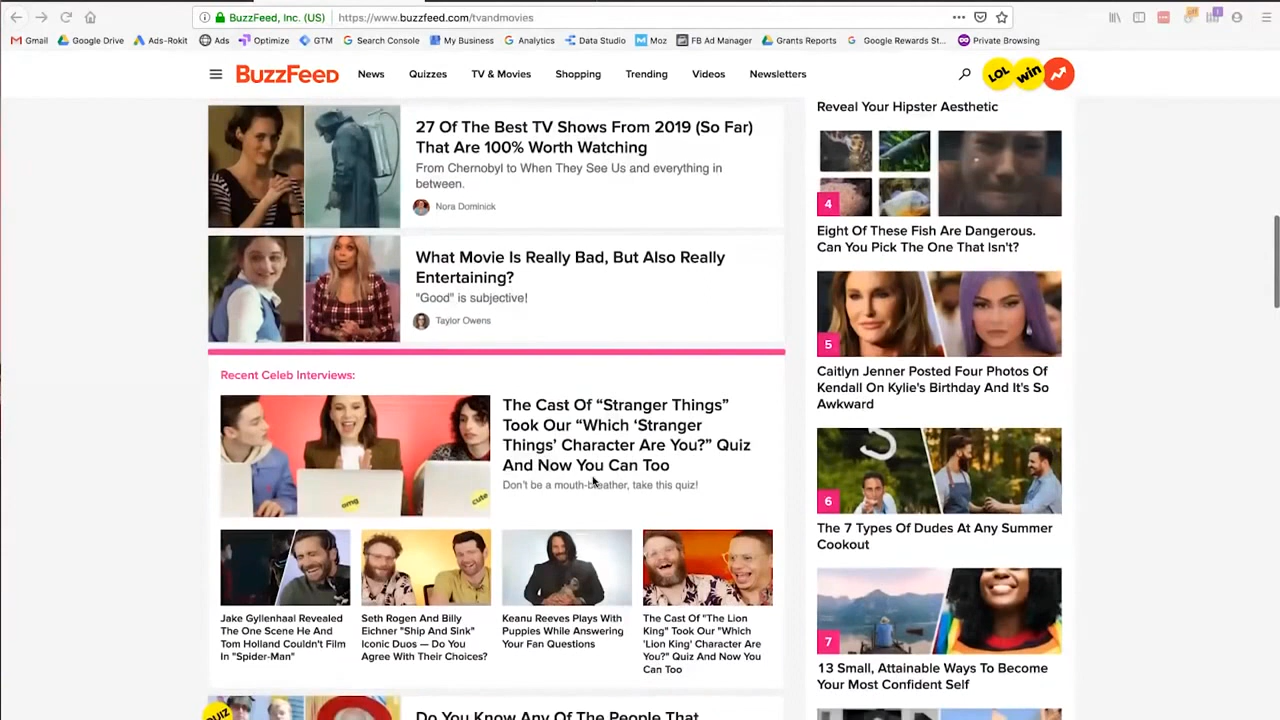 BuzzFeed, Inc. (US)
https://www.buzzfeed.com/tvandmovies
Gmail
Google Drive
Ads-Rokit
Ads
Optimize
GTM
Search Console
My Business
Analytics
Data Studio
Moz
FB Ad Manager
Grants Reports
Google Rewards St...
Private Browsing
BuzzFeed
News
Quizzes
TV & Movies
Shopping
Trending
Videos
Newsletters
LOL
win
27 Of The Best TV Shows From 2019 (So Far)
That Are 100% Worth Watching
From Chernobyl to When They See Us and everything in
between.
Nora Dominick
What Movie Is Really Bad, But Also Really
Entertaining?
"Good" is subjective!
Taylor Owens
Recent Celeb Interviews:
omg
cute
The Cast Of “Stranger Things”
Took Our “Which ‘Stranger
Things’ Character Are You?” Quiz
And Now You Can Too
Don't be a mouth-breather, take this quiz!
Jake Gyllenhaal Revealed
The One Scene He And
Tom Holland Couldn't Film
In "Spider-Man"
Seth Rogen And Billy
Eichner "Ship And Sink"
Iconic Duos — Do You
Agree With Their Choices?
Keanu Reeves Plays With
Puppies While Answering
Your Fan Questions
The Cast Of "The Lion
King" Took Our "Which
'Lion King' Character Are
You?" Quiz And Now You
Can Too
QUIZ
Do You Know Any Of The People That
Reveal Your Hipster Aesthetic
4
Eight Of These Fish Are Dangerous.
Can You Pick The One That Isn't?
5
Caitlyn Jenner Posted Four Photos Of
Kendall On Kylie's Birthday And It's So
Awkward
6
The 7 Types Of Dudes At Any Summer
Cookout
7
13 Small, Attainable Ways To Become
Your Most Confident Self